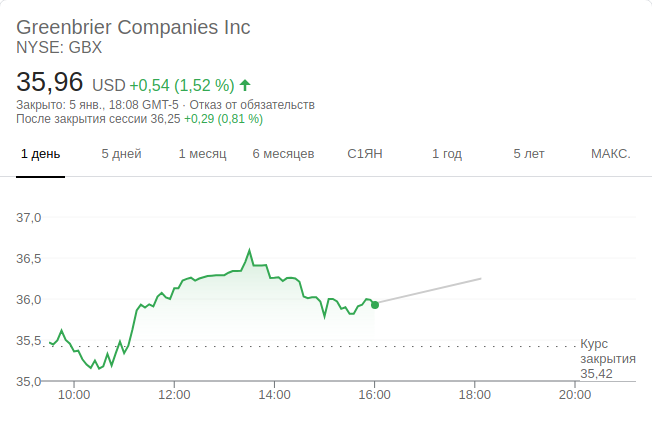 Greenbrier Companies Inc
NYSE: GBX
35,96 USD +0,54 (1,52 %)
Закрыто: 5 янв., 18:08 GMT-5 · Отказ от обязательств
После закрытия сессии 36,25 +0,29 (0,81 %)
1 день 5 дней 1 месяц 6 месяцев С1ЯН 1 год 5 лет МАКС.
37,0
36,5
36,0
35,5
Курс
закрытия
35,42
35,0
10:00 12:00 14:00 16:00 18:00 20:00